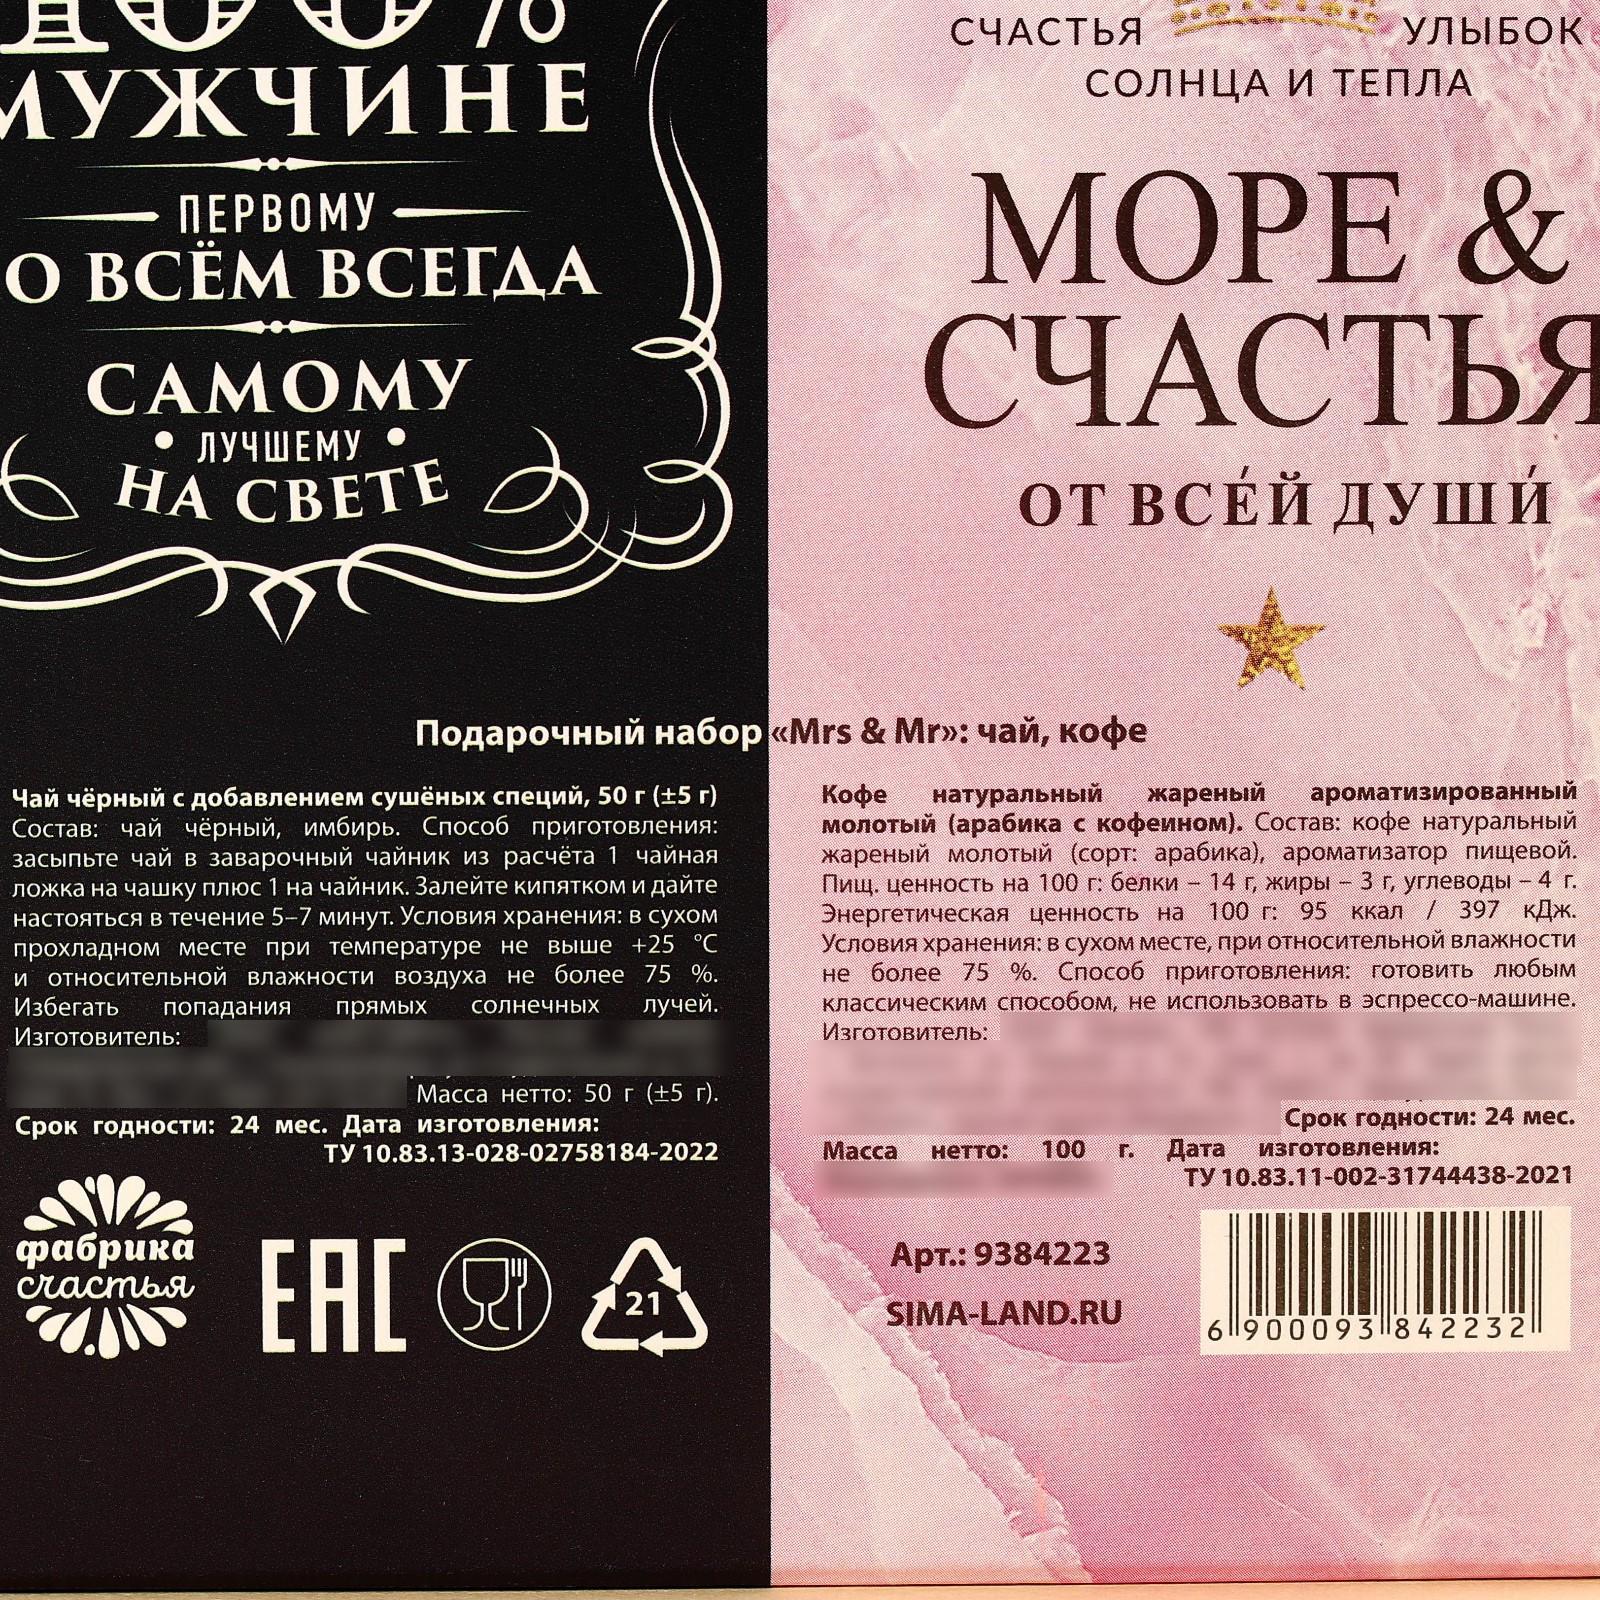 100%
МУЖЧИНЕ
ПЕРВОМУ
О ВСЁМ ВСЕГДА
САМОМУ
• ЛУЧШЕМУ •
НА СВЕТЕ
СЧАСТЬЯ УЛЫБОК
СОЛНЦА И ТЕПЛА
МОРЕ &
СЧАСТЬЯ
ОТ ВСЕ́Й ДУШИ́
Подарочный набор «Mrs & Mr»: чай, кофе
Чай чёрный с добавлением сушёных специй, 50 г (±5 г)
Состав: чай чёрный, имбирь. Способ приготовления:
засыпьте чай в заварочный чайник из расчёта 1 чайная
ложка на чашку плюс 1 на чайник. Залейте кипятком и дайте
настояться в течение 5–7 минут. Условия хранения: в сухом
прохладном месте при температуре не выше +25 °С
и относительной влажности воздуха не более 75 %.
Избегать попадания прямых солнечных лучей.
Изготовитель:
Масса нетто: 50 г (±5 г).
Срок годности: 24 мес. Дата изготовления:
ТУ 10.83.13-028-02758184-2022
фабрика
счастья
ЕАС
21
Кофе натуральный жареный ароматизированный
молотый (арабика с кофеином). Состав: кофе натуральный
жареный молотый (сорт: арабика), ароматизатор пищевой.
Пищ. ценность на 100 г: белки – 14 г, жиры – 3 г, углеводы – 4 г.
Энергетическая ценность на 100 г: 95 ккал / 397 кДж.
Условия хранения: в сухом месте, при относительной влажности
не более 75 %. Способ приготовления: готовить любым
классическим способом, не использовать в эспрессо-машине.
Изготовитель:
Срок годности: 24 мес.
Масса нетто: 100 г. Дата изготовления:
ТУ 10.83.11-002-31744438-2021
Арт.: 9384223
SIMA-LAND.RU
6 900093 842232